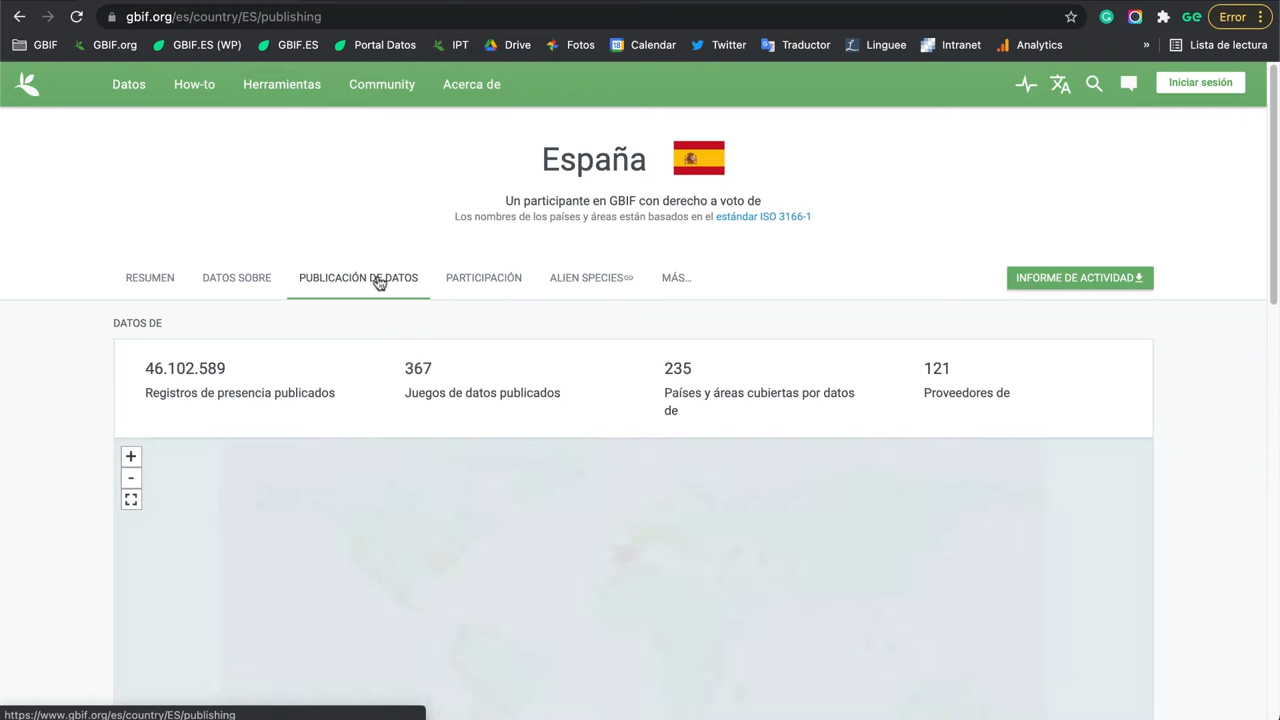 gbif.org/es/country/ES/publishing
Error
GBIF
GBIF.org
GBIF.ES (WP)
GBIF.ES
Portal Datos
IPT
Drive
Fotos
18
Calendar
Twitter
Traductor
Linguee
Intranet
Analytics
»
Lista de lectura
Datos
How-to
Herramientas
Community
Acerca de
Iniciar sesión
España
Un participante en GBIF con derecho a voto de
Los nombres de los países y áreas están basados en el estándar ISO 3166-1
RESUMEN
DATOS SOBRE
PUBLICACIÓN DE DATOS
PARTICIPACIÓN
ALIEN SPECIES
MÁS...
INFORME DE ACTIVIDAD
DATOS DE
46.102.589
Registros de presencia publicados
367
Juegos de datos publicados
235
Países y áreas cubiertas por datos
de
121
Proveedores de
+
-
https://www.gbif.org/es/country/ES/publishing